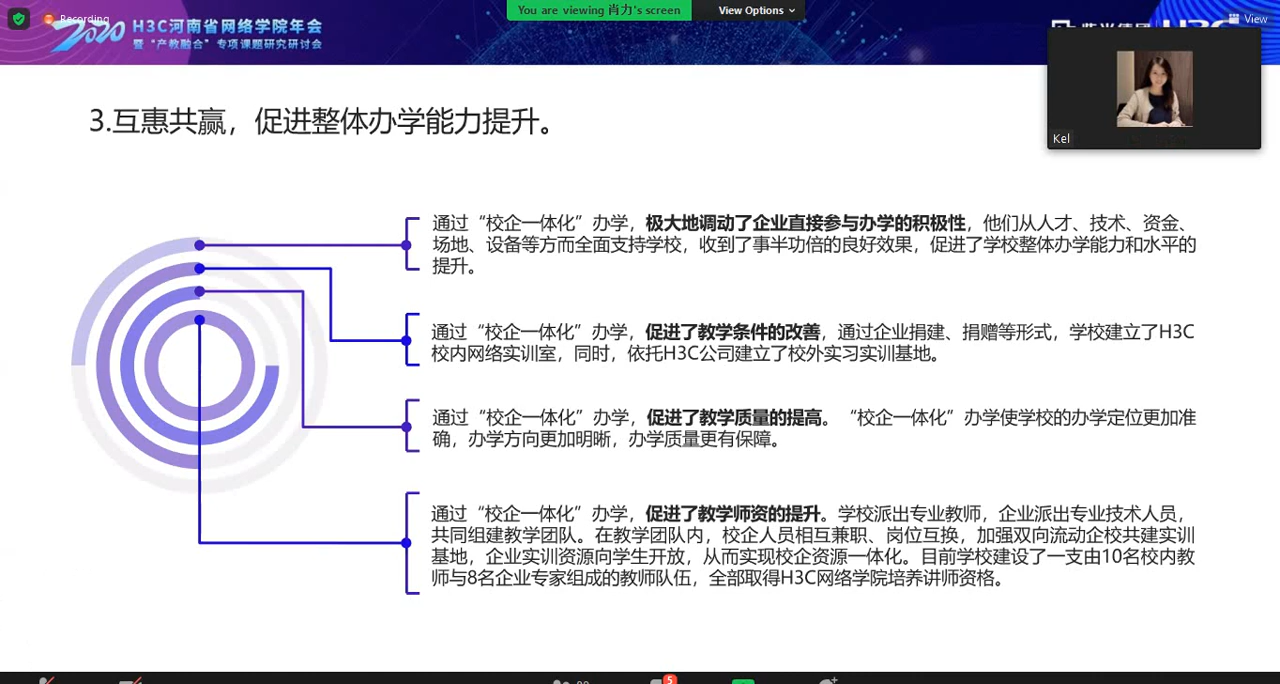 You are viewing 肖力's screen
View Options
Recording
View
2020
H3C河南省网络学院年会
暨“产教融合”专项课题研究研讨会
H3C
Kel
3.互惠共赢，促进整体办学能力提升。
通过“校企一体化”办学，极大地调动了企业直接参与办学的积极性，他们从人才、技术、资金、
场地、设备等方而全面支持学校，收到了事半功倍的良好效果，促进了学校整体办学能力和水平的
提升。
通过“校企一体化”办学，促进了教学条件的改善，通过企业捐建、捐赠等形式，学校建立了H3C
校内网络实训室，同时，依托H3C公司建立了校外实习实训基地。
通过“校企一体化”办学，促进了教学质量的提高。“校企一体化”办学使学校的办学定位更加准
确，办学方向更加明晰，办学质量更有保障。
通过“校企一体化”办学，促进了教学师资的提升。学校派出专业教师，企业派出专业技术人员，
共同组建教学团队。在教学团队内，校企人员相互兼职、岗位互换，加强双向流动企校共建实训
基地，企业实训资源向学生开放，从而实现校企资源一体化。目前学校建设了一支由10名校内教
师与8名企业专家组成的教师队伍，全部取得H3C网络学院培养讲师资格。
5